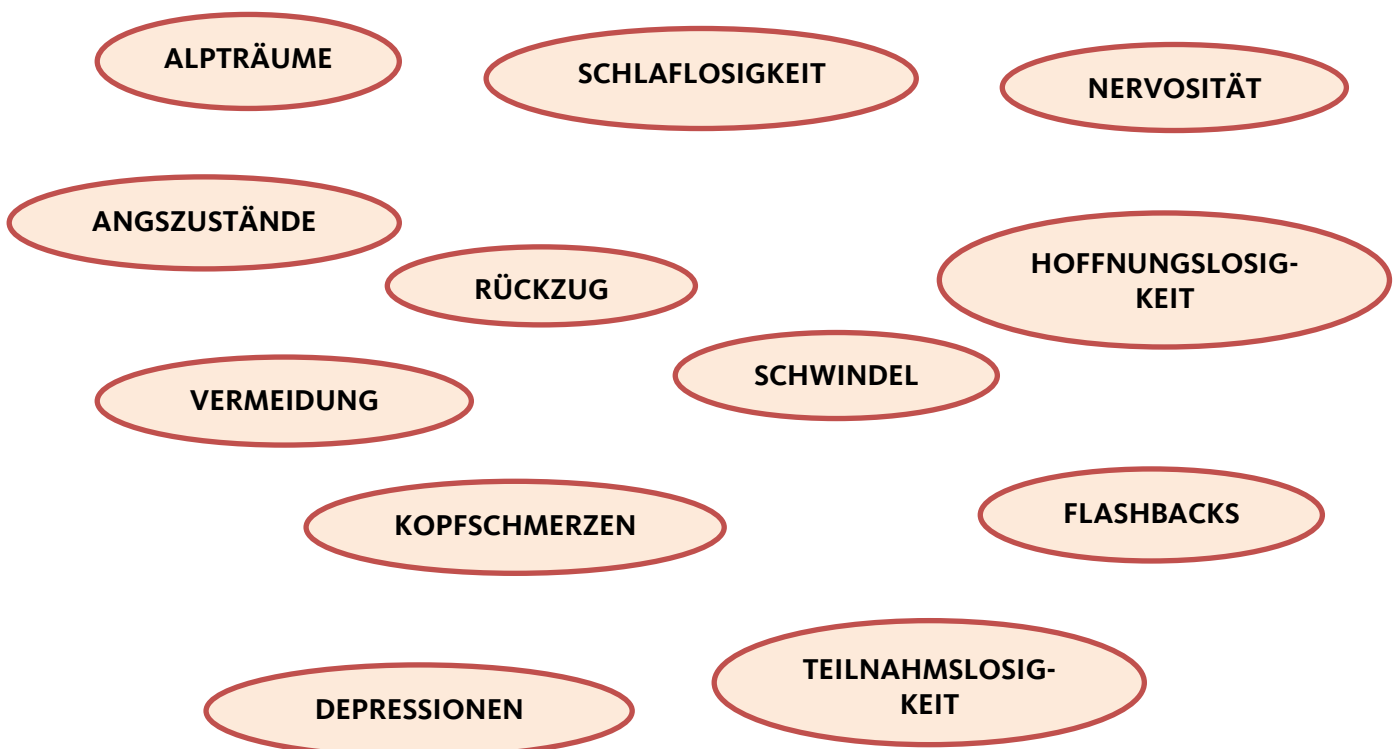 ALPTRÄUME
SCHLAFLOSIGKEIT
NERVOSITÄT
ANGSZUSTÄNDE
RÜCKZUG
HOFFNUNGSLOSIG-
KEIT
SCHWINDEL
VERMEIDUNG
KOPFSCHMERZEN
FLASHBACKS
DEPRESSIONEN
TEILNAHMSLOSIG-
KEIT